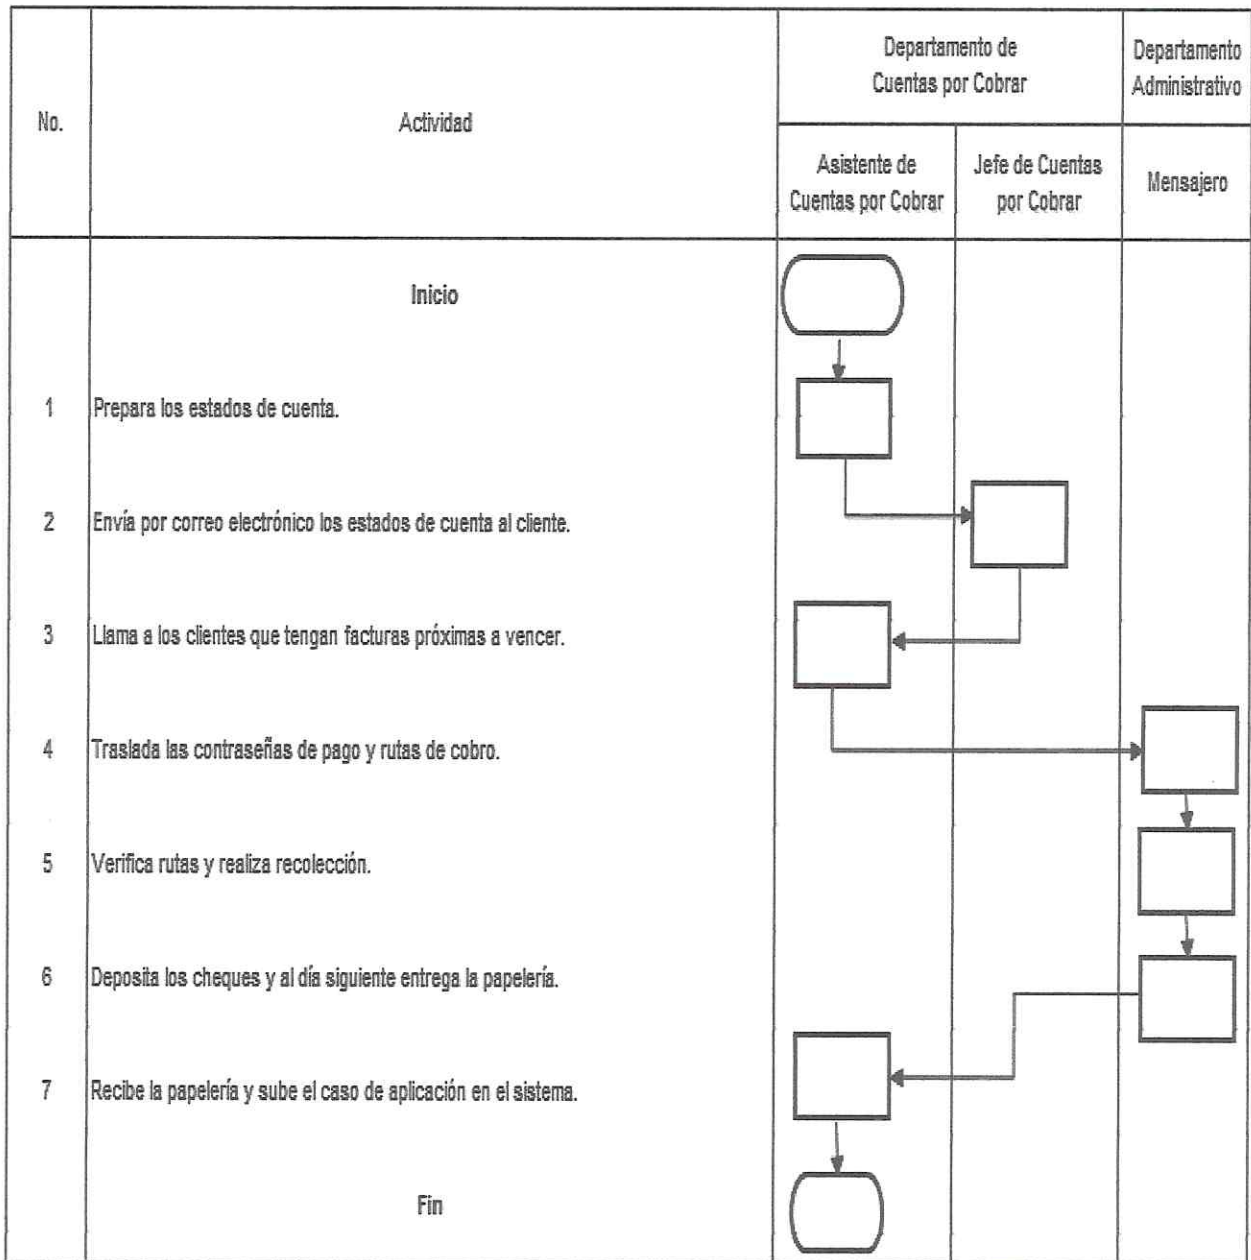 No.
Actividad
Departamento de
Cuentas por Cobrar
Departamento
Administrativo
Asistente de
Cuentas por Cobrar
Jefe de Cuentas
por Cobrar
Mensajero
Inicio
1 Prepara los estados de cuenta.
2 Envía por correo electrónico los estados de cuenta al cliente.
3 Llama a los clientes que tengan facturas próximas a vencer.
4 Traslada las contraseñas de pago y rutas de cobro.
5 Verifica rutas y realiza recolección.
6 Deposita los cheques y al día siguiente entrega la papelería.
7 Recibe la papelería y sube el caso de aplicación en el sistema.
Fin